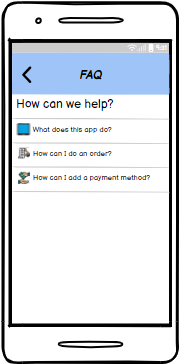 FAQ
How can we help?
What does this app do?
How can I do an order?
How can I add a payment method?